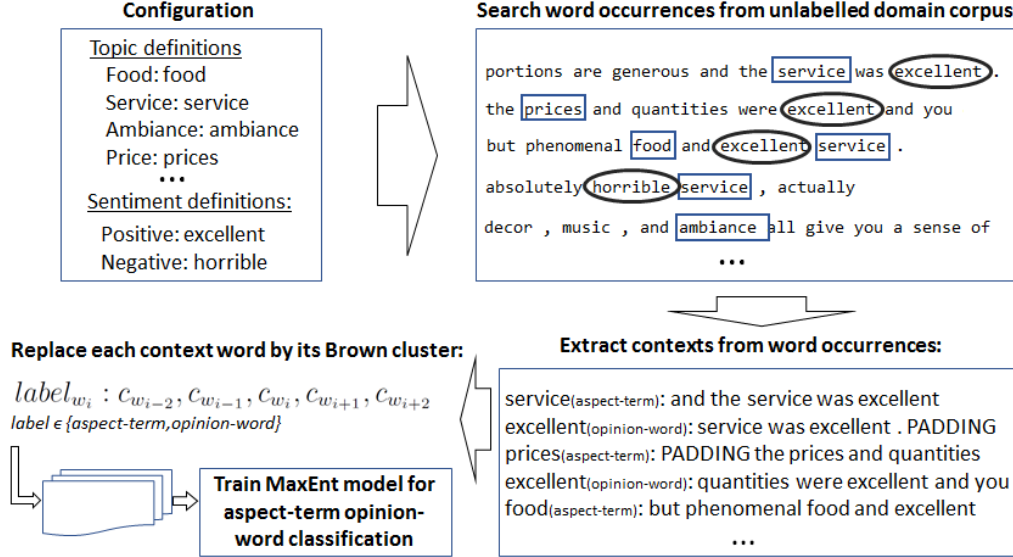 Configuration
Topic definitions
Food: food
Service: service
Ambiance: ambiance
Price: prices
•••
Sentiment definitions:
Positive: excellent
Negative: horrible
Search word occurrences from unlabelled domain corpus
portions are generous and the service was excellent .
the prices and quantities were excellent and you
but phenomenal food and excellent service .
absolutely horrible service , actually
decor , music , and ambiance all give you a sense of
•••
Extract contexts from word occurrences:
service(aspect-term): and the service was excellent
excellent(opinion-word): service was excellent . PADDING
prices(aspect-term): PADDING the prices and quantities
excellent(opinion-word): quantities were excellent and you
food(aspect-term): but phenomenal food and excellent
•••
Replace each context word by its Brown cluster:
label_{w_i} : c_{w_{i-2}}, c_{w_{i-1}}, c_{w_i}, c_{w_{i+1}}, c_{w_{i+2}}
label ϵ {aspect-term,opinion-word}
Train MaxEnt model for
aspect-term opinion-
word classification